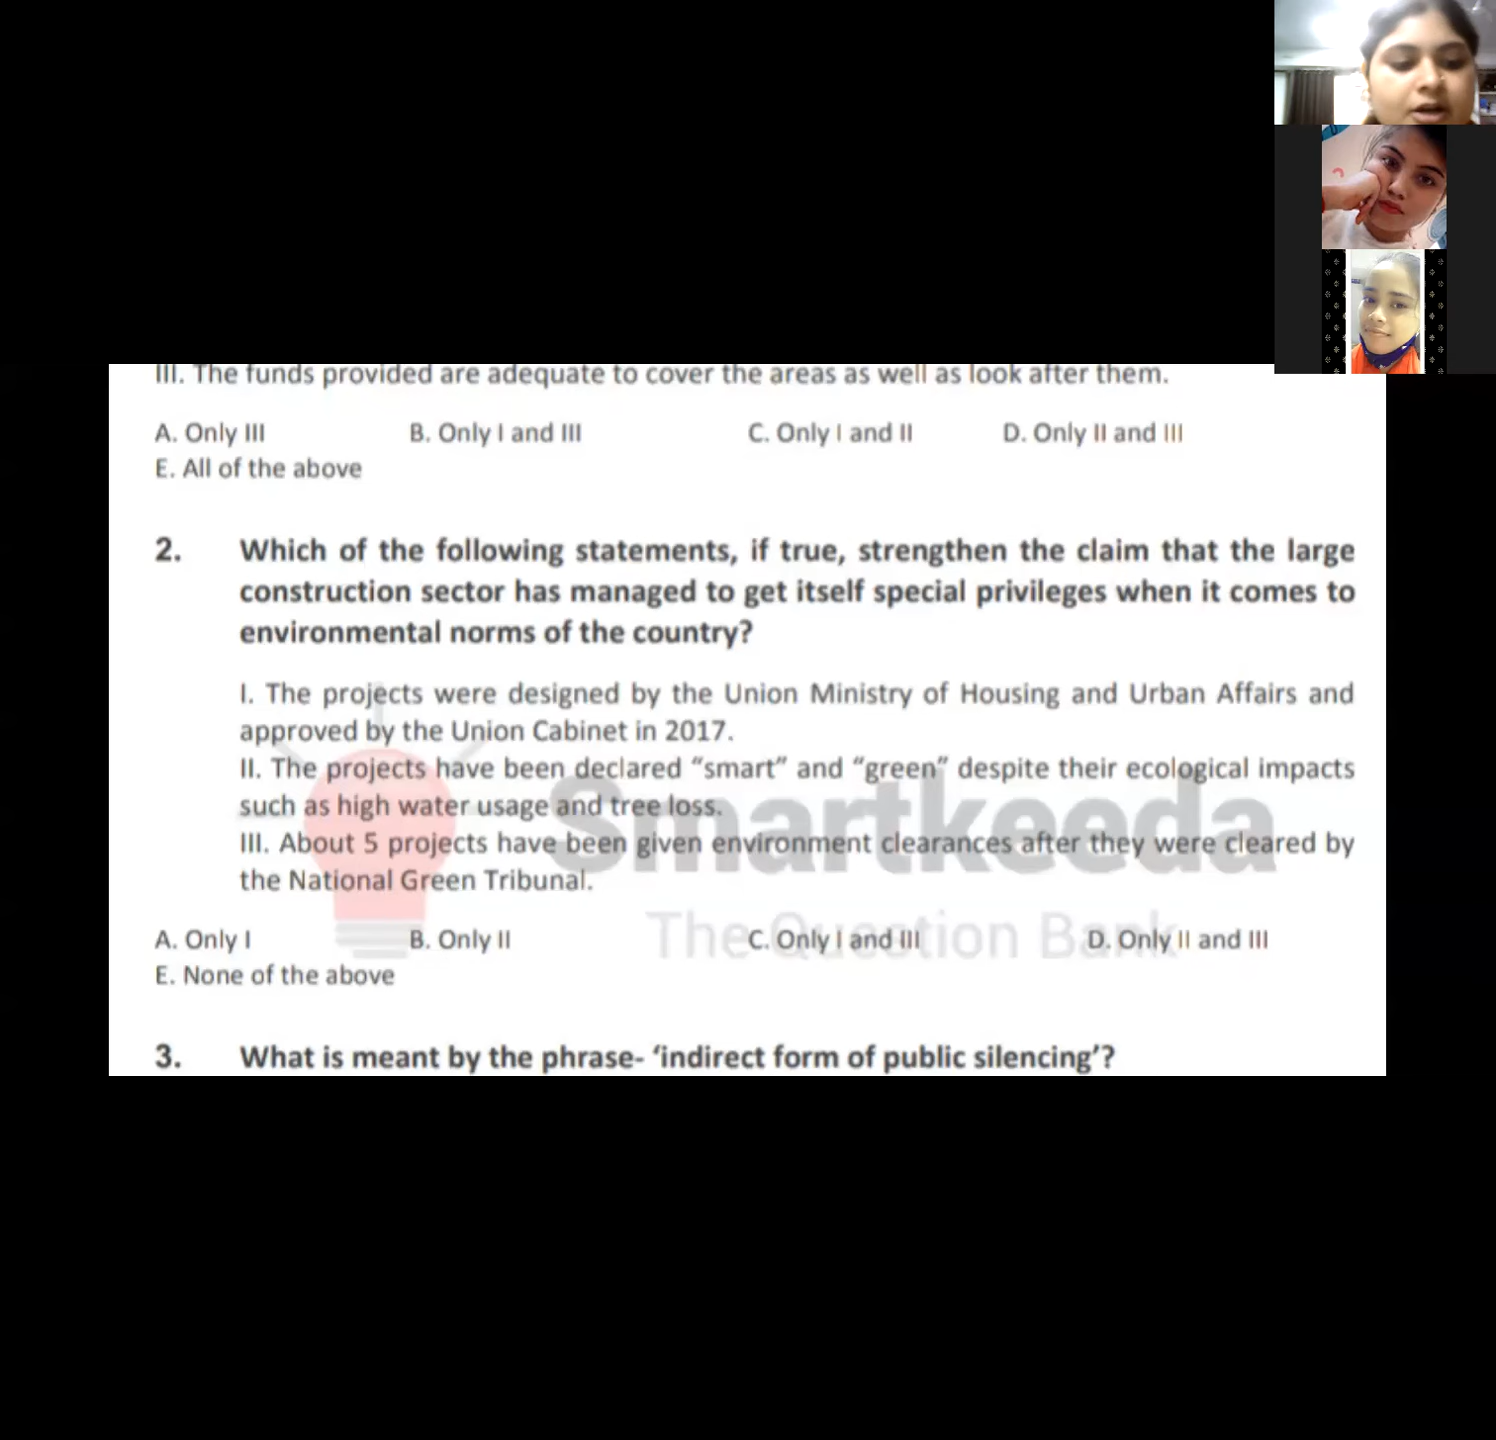 III. The funds provided are adequate to cover the areas as well as look after them.
A. Only III B. Only I and III C. Only I and II D. Only II and III
E. All of the above
2. Which of the following statements, if true, strengthen the claim that the large
construction sector has managed to get itself special privileges when it comes to
environmental norms of the country?
I. The projects were designed by the Union Ministry of Housing and Urban Affairs and
approved by the Union Cabinet in 2017.
II. The projects have been declared “smart” and “green” despite their ecological impacts
such as high water usage and tree loss.
III. About 5 projects have been given environment clearances after they were cleared by
the National Green Tribunal.
Smartkeeda
The Question Bank
A. Only I B. Only II C. Only I and III D. Only II and III
E. None of the above
3. What is meant by the phrase- ‘indirect form of public silencing’?